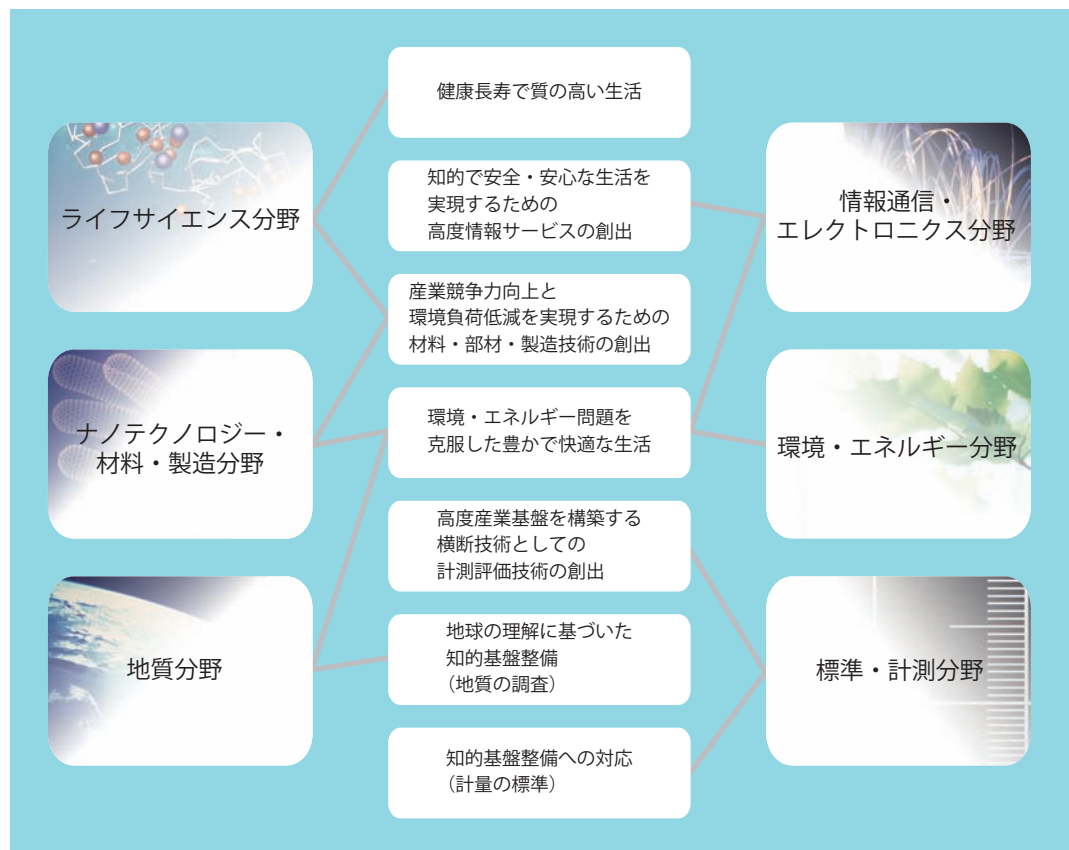 ライフサイエンス分野
ナノテクノロジー・
材料・製造分野
地質分野
健康長寿で質の高い生活
知的で安全・安心な生活を
実現するための
高度情報サービスの創出
産業競争力向上と
環境負荷低減を実現するための
材料・部材・製造技術の創出
環境・エネルギー問題を
克服した豊かで快適な生活
高度産業基盤を構築する
横断技術としての
計測評価技術の創出
地球の理解に基づいた
知的基盤整備
（地質の調査）
知的基盤整備への対応
（計量の標準）
情報通信・
エレクトロニクス分野
環境・エネルギー分野
標準・計測分野